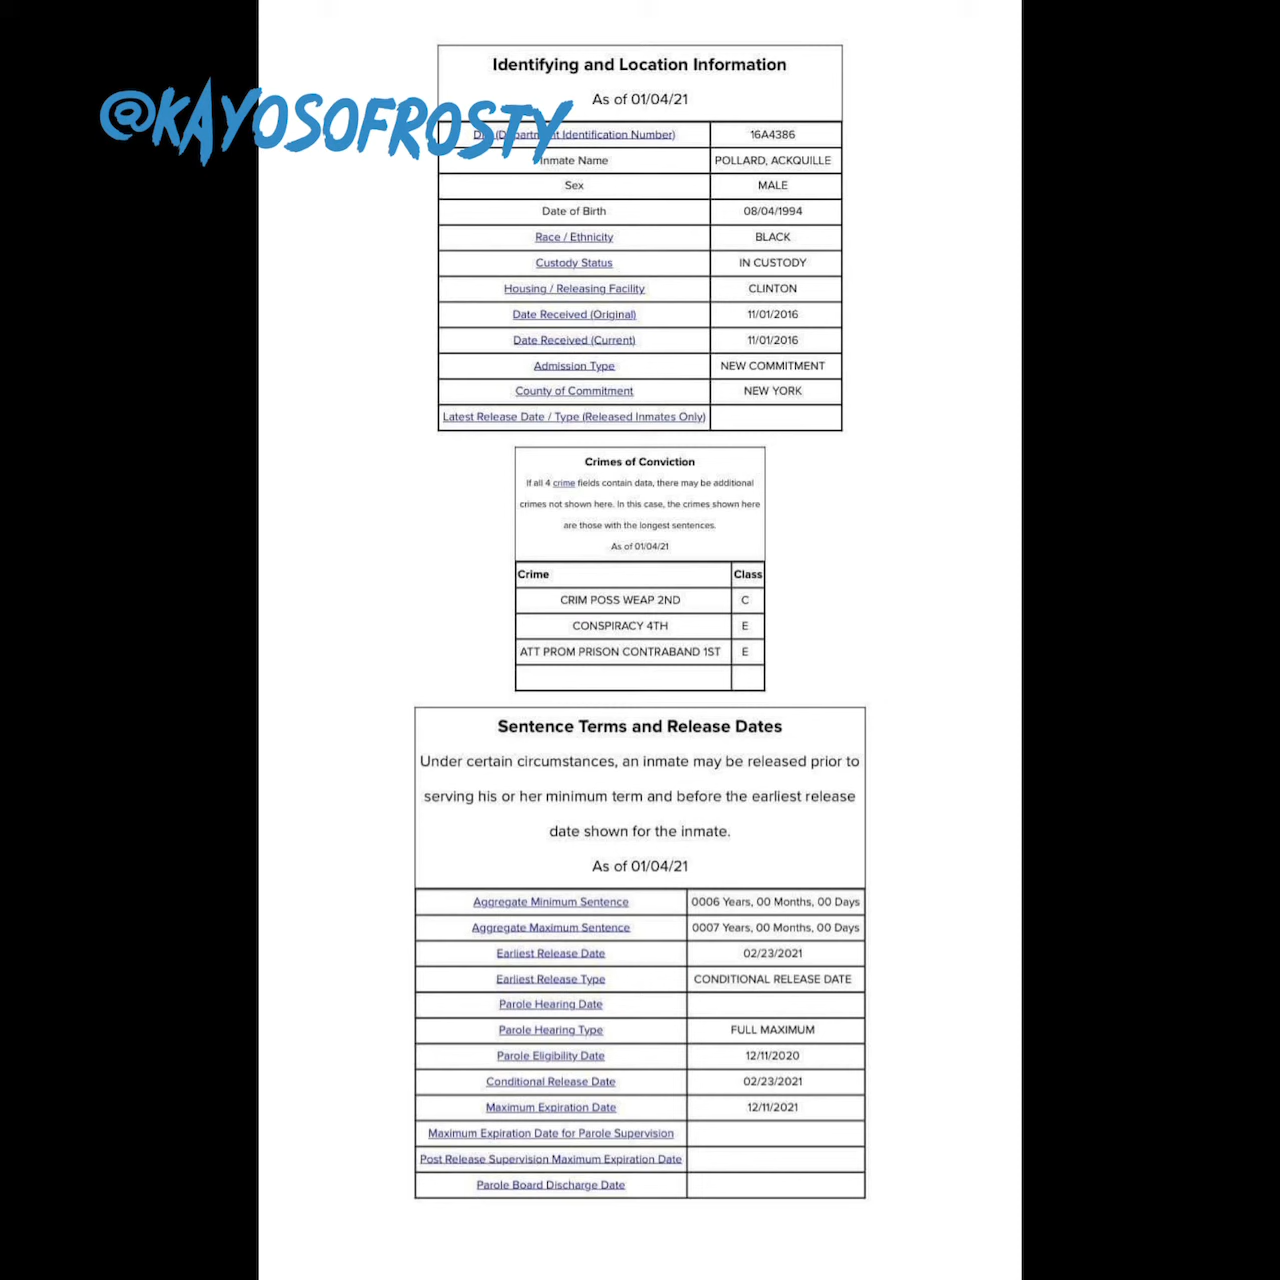 Identifying and Location Information
As of 01/04/21
@KAYOSOFROSTY
DIN (Department Identification Number) 16A4386
Inmate Name POLLARD, ACKQUILLE
Sex MALE
Date of Birth 08/04/1994
Race / Ethnicity BLACK
Custody Status IN CUSTODY
Housing / Releasing Facility CLINTON
Date Received (Original) 11/01/2016
Date Received (Current) 11/01/2016
Admission Type NEW COMMITMENT
County of Commitment NEW YORK
Latest Release Date / Type (Released Inmates Only)
Crimes of Conviction
If all 4 crime fields contain data, there may be additional
crimes not shown here. In this case, the crimes shown here
are those with the longest sentences.
As of 01/04/21
Crime Class
CRIM POSS WEAP 2ND C
CONSPIRACY 4TH E
ATT PROM PRISON CONTRABAND 1ST E
Sentence Terms and Release Dates
Under certain circumstances, an inmate may be released prior to
serving his or her minimum term and before the earliest release
date shown for the inmate.
As of 01/04/21
Aggregate Minimum Sentence 0006 Years, 00 Months, 00 Days
Aggregate Maximum Sentence 0007 Years, 00 Months, 00 Days
Earliest Release Date 02/23/2021
Earliest Release Type CONDITIONAL RELEASE DATE
Parole Hearing Date
Parole Hearing Type FULL MAXIMUM
Parole Eligibility Date 12/11/2020
Conditional Release Date 02/23/2021
Maximum Expiration Date 12/11/2021
Maximum Expiration Date for Parole Supervision
Post Release Supervision Maximum Expiration Date
Parole Board Discharge Date